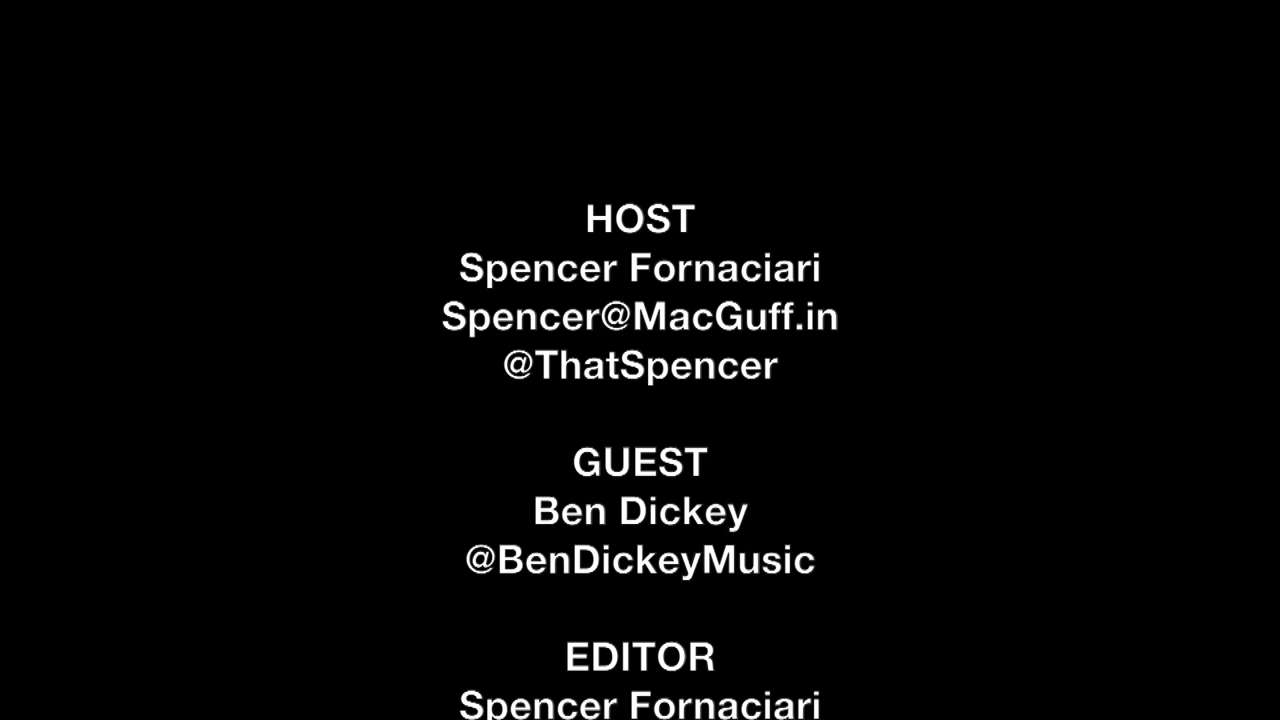 HOST
Spencer Fornaciari
Spencer@MacGuff.in
@ThatSpencer
GUEST
Ben Dickey
@BenDickeyMusic
EDITOR
Spencer Fornaciari